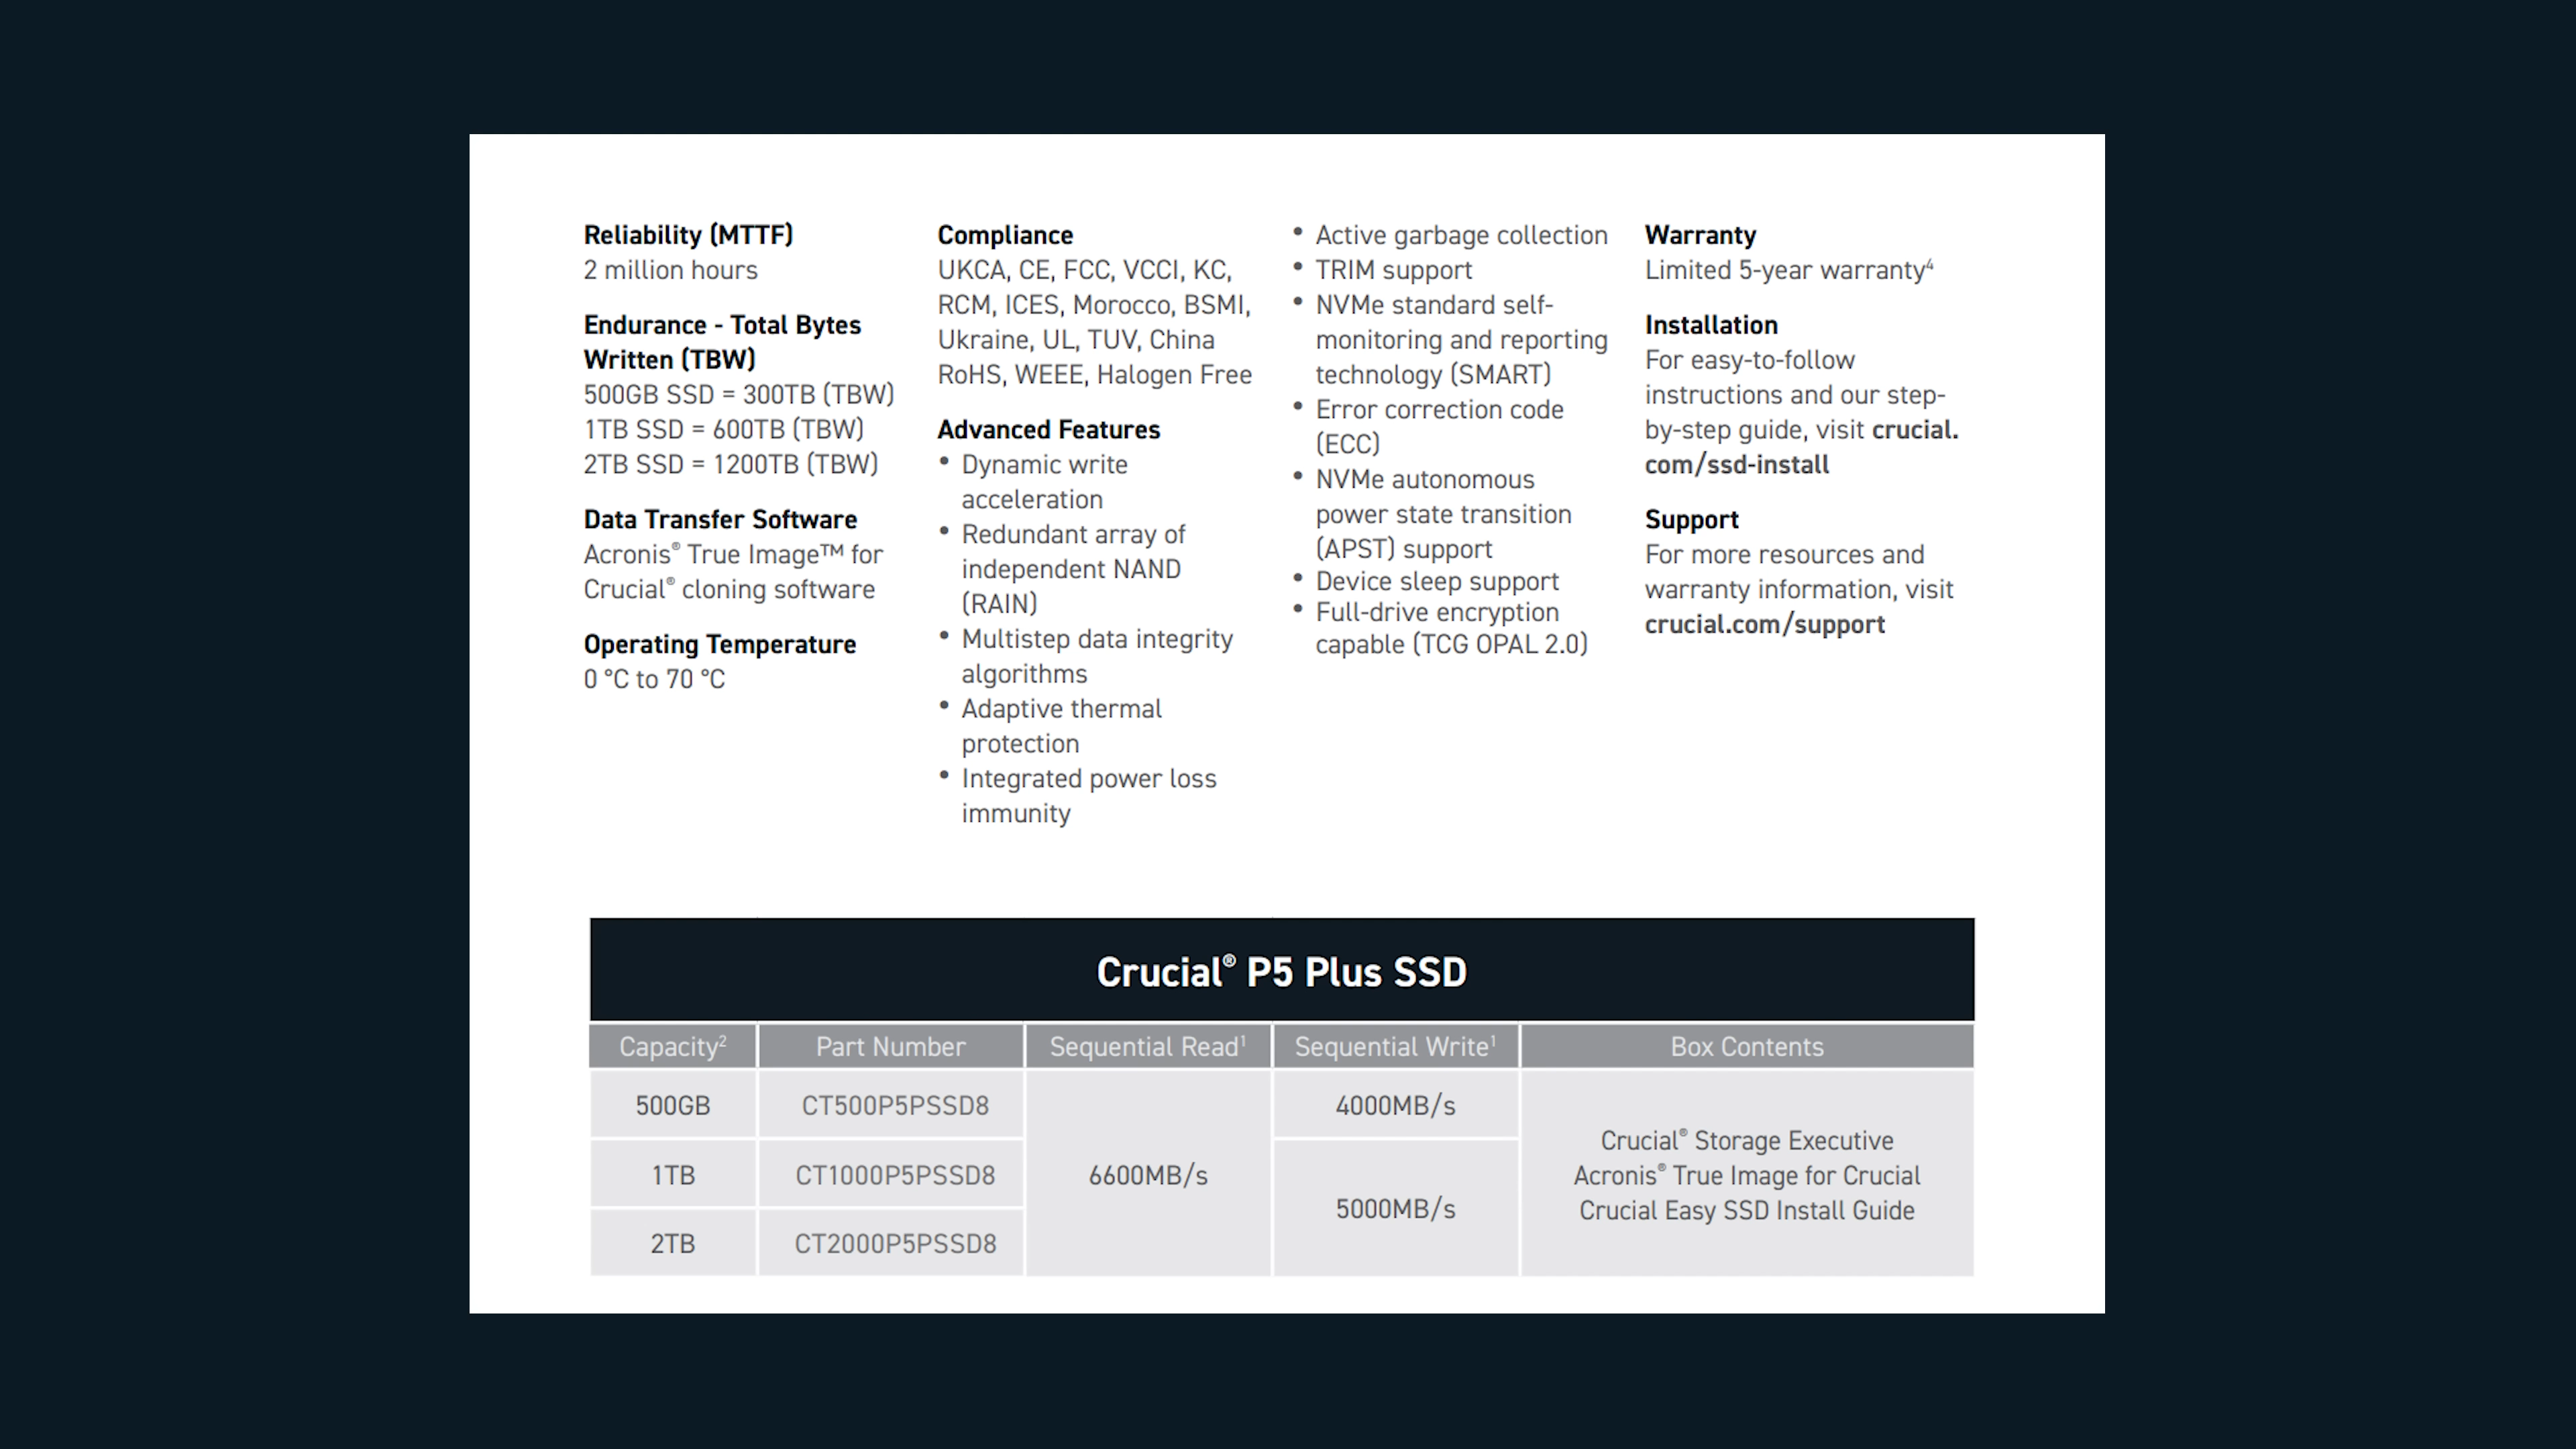 Reliability (MTTF)
2 million hours
Endurance - Total Bytes
Written (TBW)
500GB SSD = 300TB (TBW)
1TB SSD = 600TB (TBW)
2TB SSD = 1200TB (TBW)
Data Transfer Software
Acronis® True Image™ for
Crucial® cloning software
Operating Temperature
0 °C to 70 °C
Compliance
UKCA, CE, FCC, VCCI, KC,
RCM, ICES, Morocco, BSMI,
Ukraine, UL, TUV, China
RoHS, WEEE, Halogen Free
Advanced Features
• Dynamic write
acceleration
• Redundant array of
independent NAND
(RAIN)
• Multistep data integrity
algorithms
• Adaptive thermal
protection
• Integrated power loss
immunity
• Active garbage collection
• TRIM support
• NVMe standard self-
monitoring and reporting
technology (SMART)
• Error correction code
(ECC)
• NVMe autonomous
power state transition
(APST) support
• Device sleep support
• Full-drive encryption
capable (TCG OPAL 2.0)
Warranty
Limited 5-year warranty⁴
Installation
For easy-to-follow
instructions and our step-
by-step guide, visit crucial.
com/ssd-install
Support
For more resources and
warranty information, visit
crucial.com/support
Crucial® P5 Plus SSD
Capacity² Part Number Sequential Read¹ Sequential Write¹ Box Contents
500GB CT500P5PSSD8 4000MB/s
1TB CT1000P5PSSD8
2TB CT2000P5PSSD8
6600MB/s
5000MB/s
Crucial® Storage Executive
Acronis® True Image for Crucial
Crucial Easy SSD Install Guide